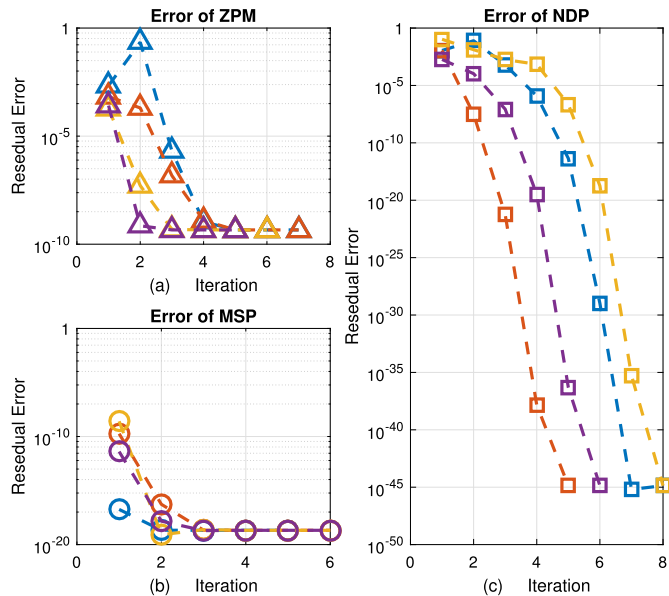 Error of ZPM
1
10^-5
10^-10
Resedual Error
0 2 4 6 8
(a) Iteration
Error of MSP
1
10^-10
10^-20
Resedual Error
0 2 4 6
(b) Iteration
Error of NDP
1
10^-5
10^-10
10^-15
10^-20
10^-25
10^-30
10^-35
10^-40
10^-45
10^-50
Resedual Error
0 2 4 6 8
(c) Iteration